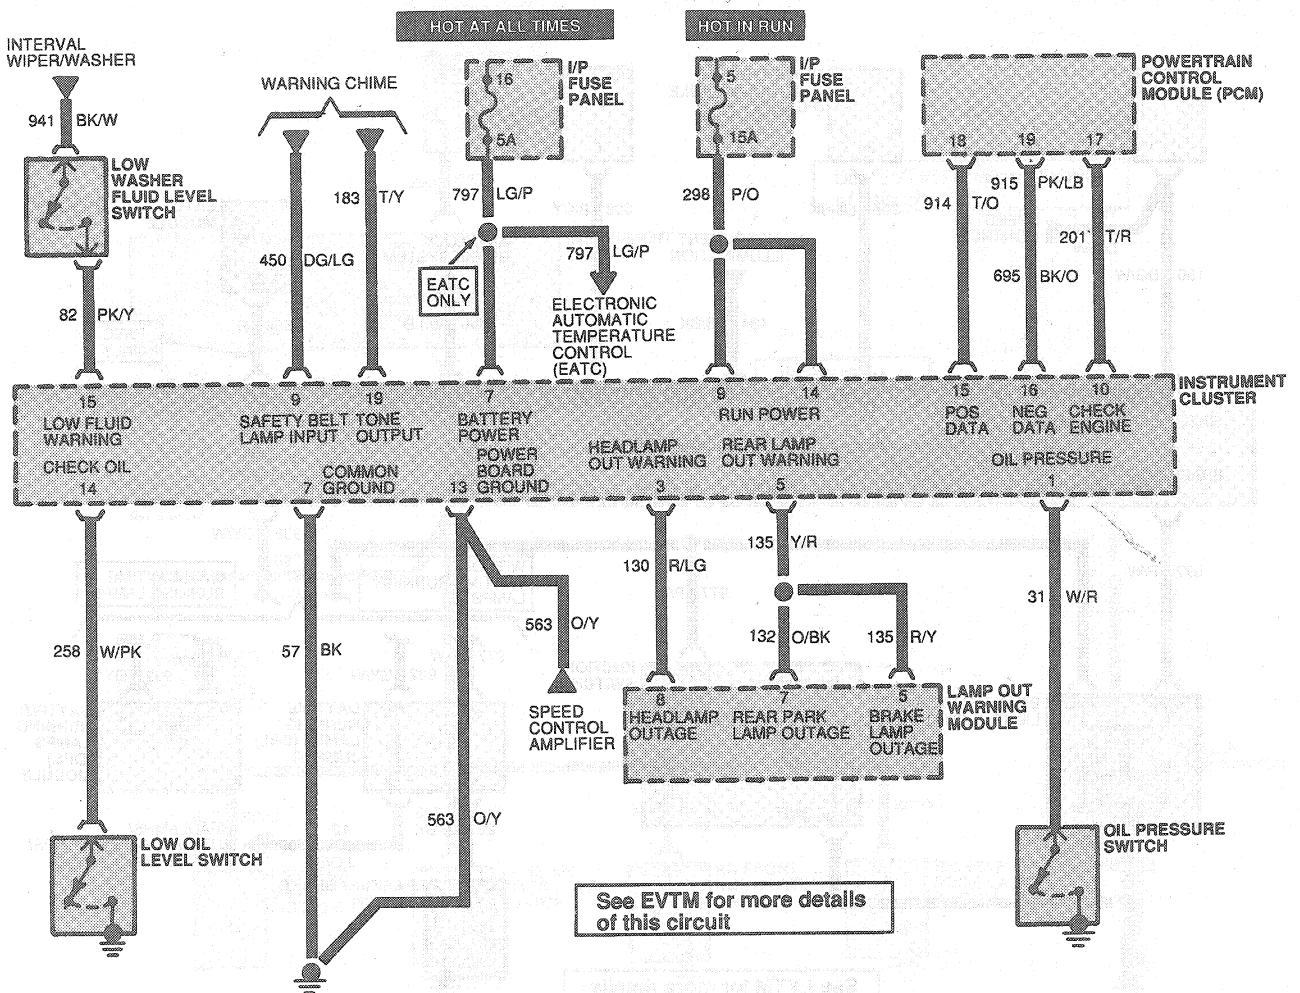 HOT AT ALL TIMES
HOT IN RUN
INTERVAL
WIPER/WASHER
941 BK/W
LOW
WASHER
FLUID LEVEL
SWITCH
82 PK/Y
WARNING CHIME
183 T/Y
450 DG/LG
16
5A
I/P
FUSE
PANEL
797 LG/P
EATC
ONLY
797 LG/P
ELECTRONIC
AUTOMATIC
TEMPERATURE
CONTROL
(EATC)
5
15A
I/P
FUSE
PANEL
298 P/O
POWERTRAIN
CONTROL
MODULE (PCM)
18 19 17
915 PK/LB
914 T/O
201 T/R
695 BK/O
INSTRUMENT
CLUSTER
15 9 19 7 9 14 15 16 10
LOW FLUID
WARNING
SAFETY BELT
LAMP INPUT
TONE
OUTPUT
BATTERY
POWER
RUN POWER
POS
DATA
NEG
DATA
CHECK
ENGINE
CHECK OIL
COMMON
GROUND
POWER
BOARD
GROUND
HEADLAMP
OUT WARNING
REAR LAMP
OUT WARNING
OIL PRESSURE
14 7 13 3 5 1
258 W/PK
57 BK
563 O/Y
SPEED
CONTROL
AMPLIFIER
563 O/Y
130 R/LG
135 Y/R
132 O/BK
135 R/Y
31 W/R
8 7 5
HEADLAMP
OUTAGE
REAR PARK
LAMP OUTAGE
BRAKE
LAMP
OUTAGE
LAMP OUT
WARNING
MODULE
LOW OIL
LEVEL SWITCH
OIL PRESSURE
SWITCH
See EVTM for more details
of this circuit